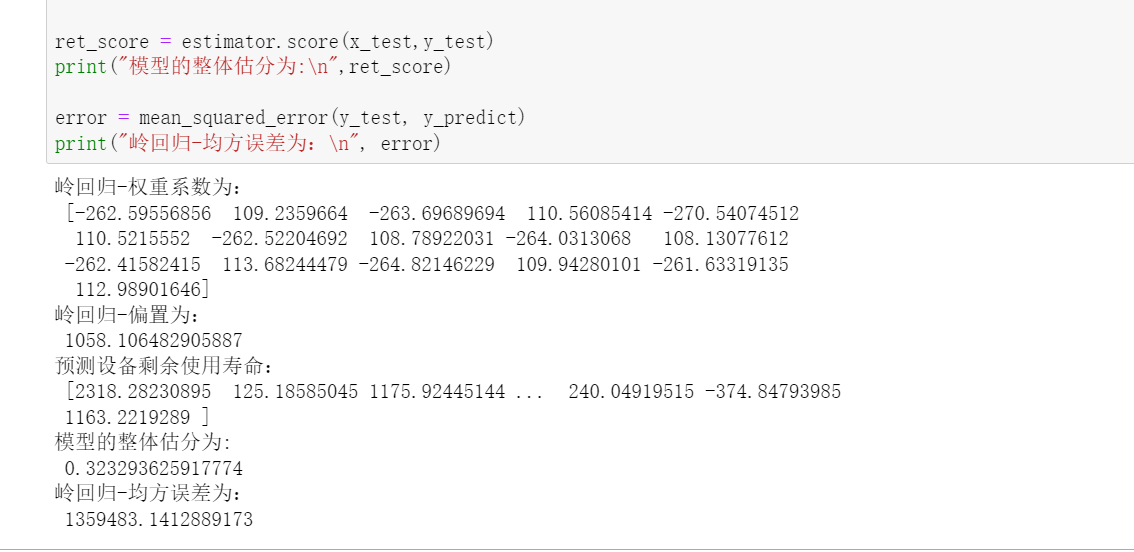 ret_score = estimator.score(x_test,y_test)
print("模型的整体估分为:\n",ret_score)
error = mean_squared_error(y_test, y_predict)
print("岭回归-均方误差为：\n", error)
岭回归-权重系数为：
[-262.59556856 109.2359664 -263.69689694 110.56085414 -270.54074512
110.5215552 -262.52204692 108.78922031 -264.0313068 108.13077612
-262.41582415 113.68244479 -264.82146229 109.94280101 -261.63319135
112.98901646]
岭回归-偏置为：
1058.106482905887
预测设备剩余使用寿命：
[2318.28230895 125.18585045 1175.92445144 ... 240.04919515 -374.84793985
1163.2219289 ]
模型的整体估分为:
0.323293625917774
岭回归-均方误差为：
1359483.1412889173